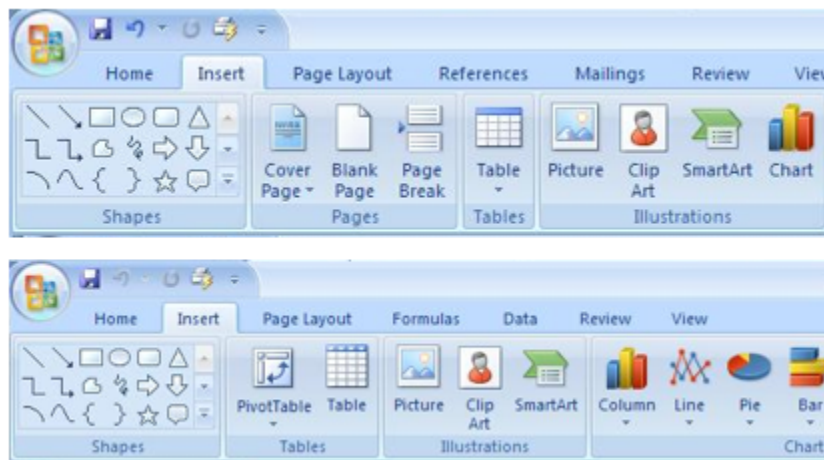 Home Insert Page Layout References Mailings Review View
Cover Page Blank Page Page Break Table Picture Clip Art SmartArt Chart
Shapes Pages Tables Illustrations
Home Insert Page Layout Formulas Data Review View
PivotTable Table Picture Clip Art SmartArt Column Line Pie Bar
Shapes Tables Illustrations Chart